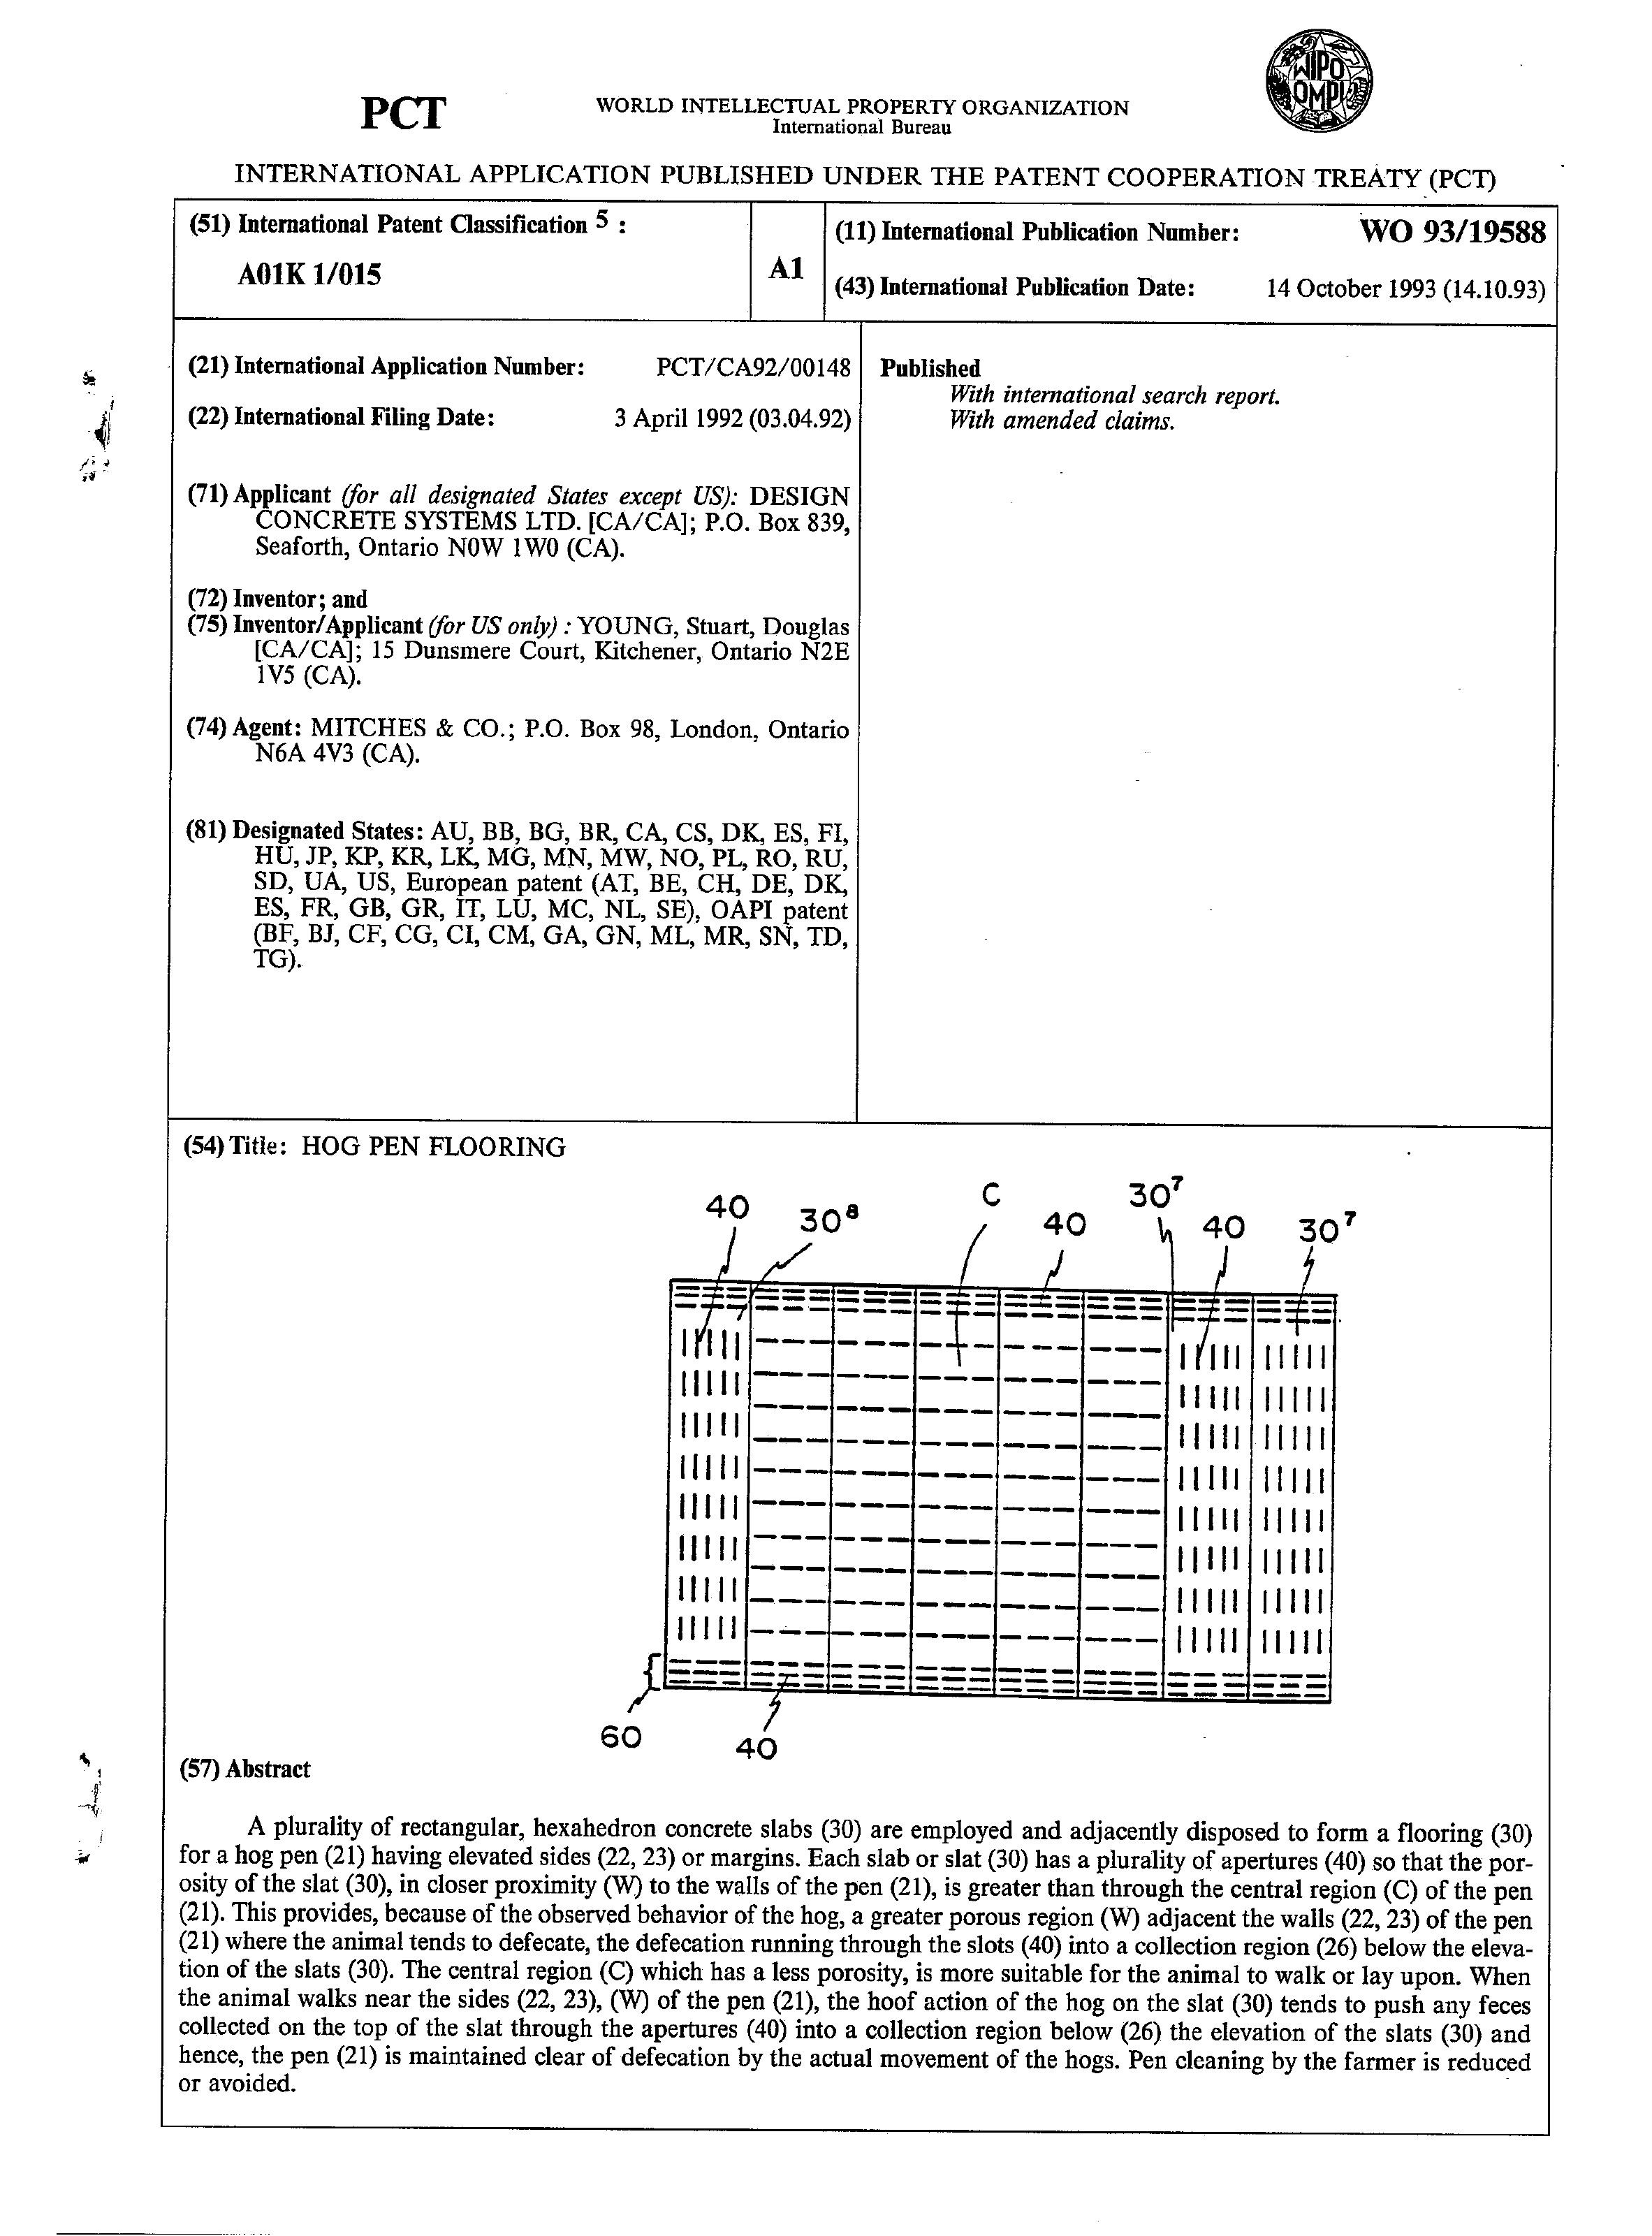 PCT
WORLD INTELLECTUAL PROPERTY ORGANIZATION
International Bureau
WIPO
OMPI
INTERNATIONAL APPLICATION PUBLISHED UNDER THE PATENT COOPERATION TREATY (PCT)
(51) International Patent Classification 5 :
A01K 1/015
A1
(11) International Publication Number: WO 93/19588
(43) International Publication Date: 14 October 1993 (14.10.93)
(21) International Application Number: PCT/CA92/00148
(22) International Filing Date: 3 April 1992 (03.04.92)
(71) Applicant (for all designated States except US): DESIGN
CONCRETE SYSTEMS LTD. [CA/CA]; P.O. Box 839,
Seaforth, Ontario N0W 1W0 (CA).
(72) Inventor; and
(75) Inventor/Applicant (for US only) : YOUNG, Stuart, Douglas
[CA/CA]; 15 Dunsmere Court, Kitchener, Ontario N2E
1V5 (CA).
(74) Agent: MITCHES & CO.; P.O. Box 98, London, Ontario
N6A 4V3 (CA).
(81) Designated States: AU, BB, BG, BR, CA, CS, DK, ES, FI,
HU, JP, KP, KR, LK, MG, MN, MW, NO, PL, RO, RU,
SD, UA, US, European patent (AT, BE, CH, DE, DK,
ES, FR, GB, GR, IT, LU, MC, NL, SE), OAPI patent
(BF, BJ, CF, CG, CI, CM, GA, GN, ML, MR, SN, TD,
TG).
Published
With international search report.
With amended claims.
(54) Title: HOG PEN FLOORING
40 30⁸ C 40 30⁷ 40 30⁷
60 40
(57) Abstract
A plurality of rectangular, hexahedron concrete slabs (30) are employed and adjacently disposed to form a flooring (30)
for a hog pen (21) having elevated sides (22, 23) or margins. Each slab or slat (30) has a plurality of apertures (40) so that the por-
osity of the slat (30), in closer proximity (W) to the walls of the pen (21), is greater than through the central region (C) of the pen
(21). This provides, because of the observed behavior of the hog, a greater porous region (W) adjacent the walls (22, 23) of the pen
(21) where the animal tends to defecate, the defecation running through the slots (40) into a collection region (26) below the eleva-
tion of the slats (30). The central region (C) which has a less porosity, is more suitable for the animal to walk or lay upon. When
the animal walks near the sides (22, 23), (W) of the pen (21), the hoof action of the hog on the slat (30) tends to push any feces
collected on the top of the slat through the apertures (40) into a collection region below (26) the elevation of the slats (30) and
hence, the pen (21) is maintained clear of defecation by the actual movement of the hogs. Pen cleaning by the farmer is reduced
or avoided.